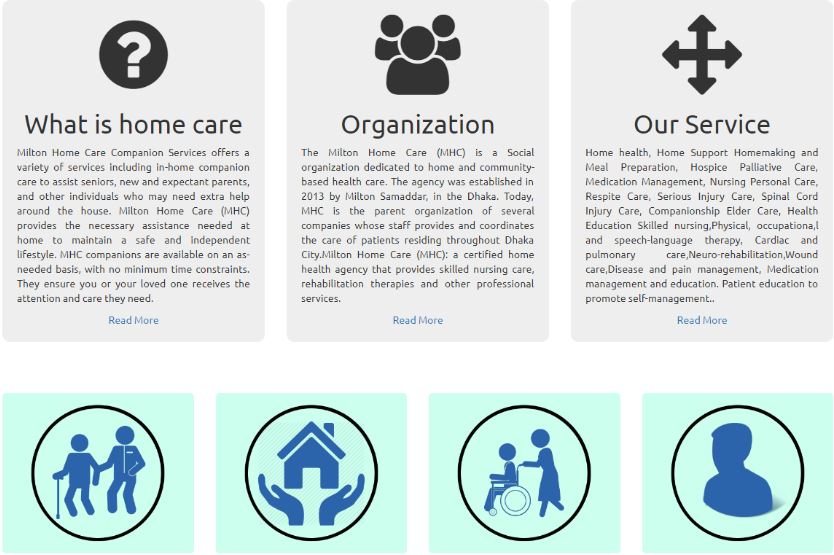 What is home care
Milton Home Care Companion Services offers a
variety of services including in-home companion
care to assist seniors, new and expectant parents,
and other individuals who may need extra help
around the house. Milton Home Care (MHC)
provides the necessary assistance needed at
home to maintain a safe and independent
lifestyle. MHC companions are available on an as-
needed basis, with no minimum time constraints.
They ensure you or your loved one receives the
attention and care they need.
Read More
Organization
The Milton Home Care (MHC) is a Social
organization dedicated to home and community-
based health care. The agency was established in
2013 by Milton Samaddar, in the Dhaka. Today,
MHC is the parent organization of several
companies whose staff provides and coordinates
the care of patients residing throughout Dhaka
City.Milton Home Care (MHC): a certified home
health agency that provides skilled nursing care,
rehabilitation therapies and other professional
services.
Read More
Our Service
Home health, Home Support Homemaking and
Meal Preparation, Hospice Palliative Care,
Medication Management, Nursing Personal Care,
Respite Care, Serious Injury Care, Spinal Cord
Injury Care, Companionship Elder Care, Health
Education Skilled nursing,Physical, occupationa,l
and speech-language therapy, Cardiac and
pulmonary care,Neuro-rehabilitation,Wound
care,Disease and pain management, Medication
management and education. Patient education to
promote self-management..
Read More